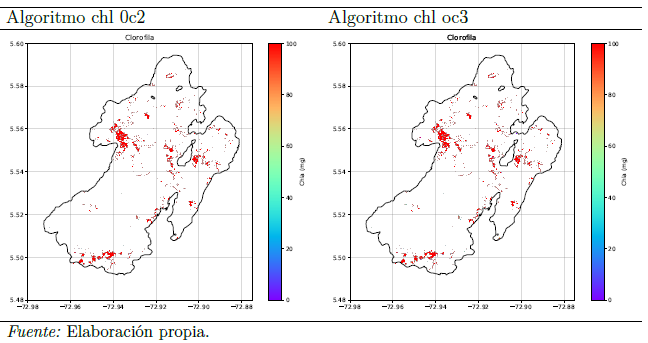 Algoritmo chl 0c2 Algoritmo chl oc3
Clorofila Clorofila
5.60 100 5.60 100
5.58 5.58
80 80
5.56 5.56
60 60
5.54 5.54
Chla (mg) Chla (mg)
40 40
5.52 5.52
5.50 20 5.50 20
5.48 0 5.48 0
−72.98 −72.96 −72.94 −72.92 −72.90 −72.88 −72.98 −72.96 −72.94 −72.92 −72.90 −72.88
Fuente: Elaboración propia.